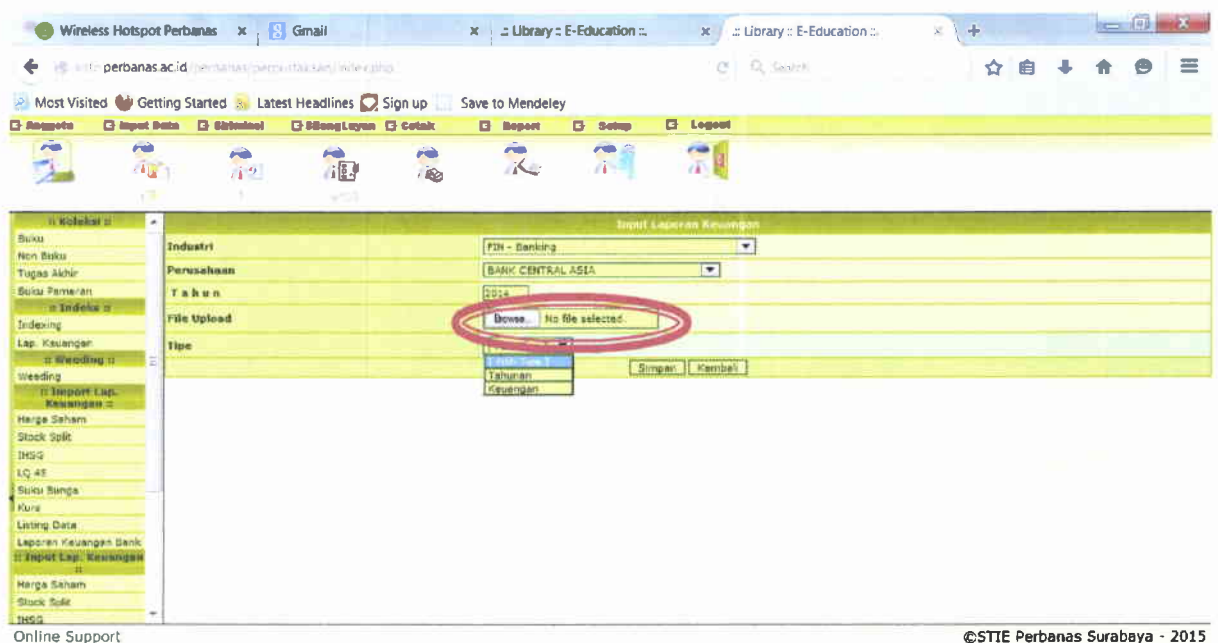 Wireless Hotspot Perbanas × Gmail × .:: Library :: E-Education ::. × .:: Library :: E-Education ::. × +
perbanas.ac.id Search
Most Visited Getting Started Latest Headlines Sign up Save to Mendeley
Anggota Input Data Cetak Report Setup Logout
:: Koleksi ::
Buku
Non Buku
Tugas Akhir
Buku Pameran
:: Indeks ::
Indexing
Lap. Keuangan
:: Weeding ::
Weeding
:: Import Lap. Keuangan ::
Harga Saham
Stock Split
IHSG
LQ 45
Suku Bunga
Kurs
Listing Data
Laporan Keuangan Bank
:: Input Lap. Keuangan ::
Harga Saham
Stock Split
IHSG
Input Laporan Keuangan
Industri FIN - Banking
Perusahaan BANK CENTRAL ASIA
Tahun 2014
File Upload Browse... No file selected.
Tipe
Tahunan
Keuangan
Simpan Kembali
Online Support ©STIE Perbanas Surabaya - 2015